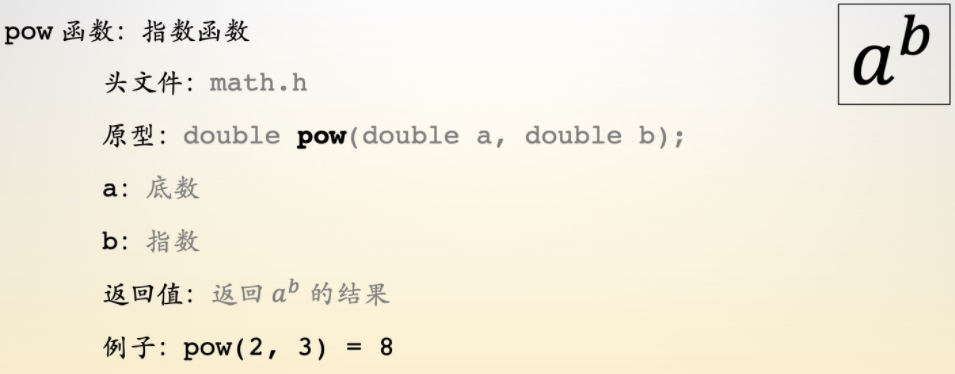 pow 函数：指数函数
a^b
头文件：math.h
原型：double pow(double a, double b);
a：底数
b：指数
返回值：返回 a^b 的结果
例子：pow(2, 3) = 8